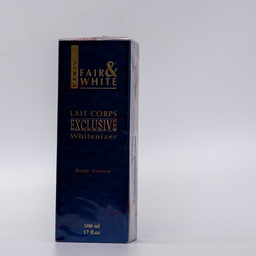 FAIR &
WHITE
LAIT CORPS
EXCLUSIVE
Whitenizer
Body Lotion
500 ml
17 fl.oz